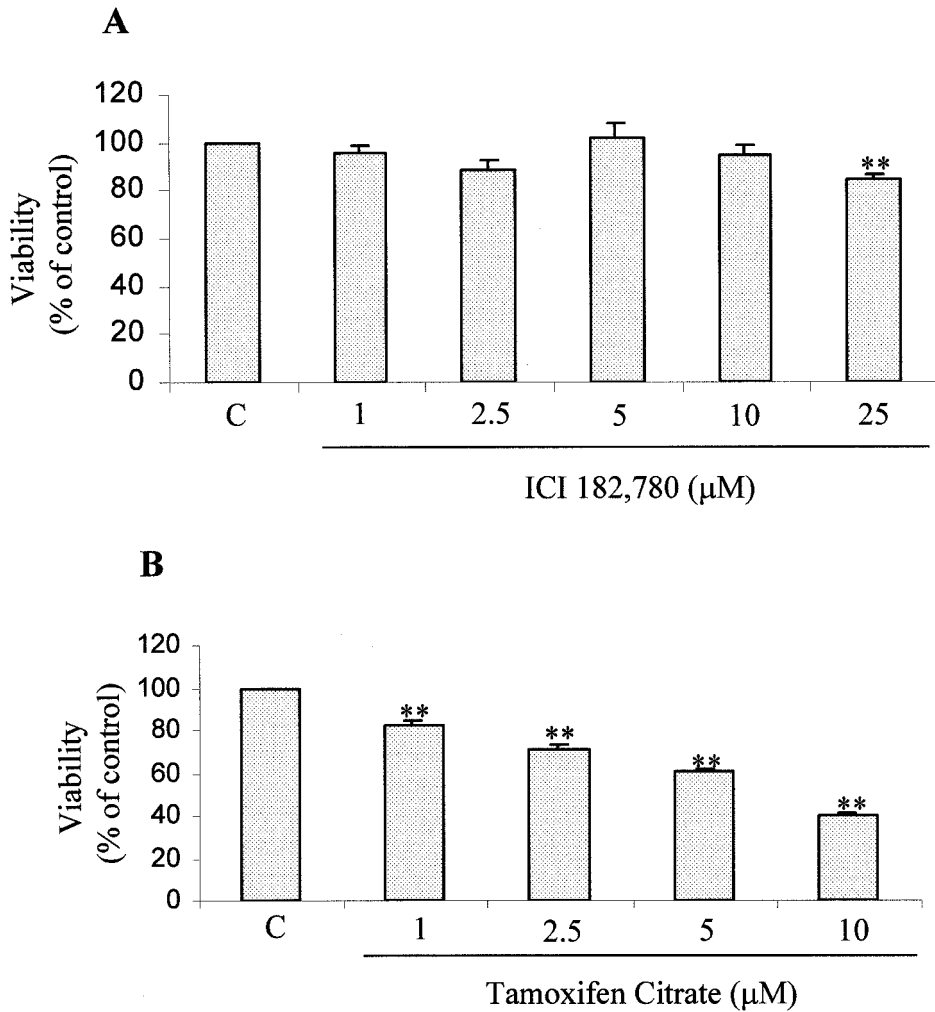 A
120
100
80
60
40
20
0
Viability
(% of control)
**
C 1 2.5 5 10 25
ICI 182,780 (μM)
B
120
100
80
60
40
20
0
Viability
(% of control)
** ** ** **
C 1 2.5 5 10
Tamoxifen Citrate (μM)